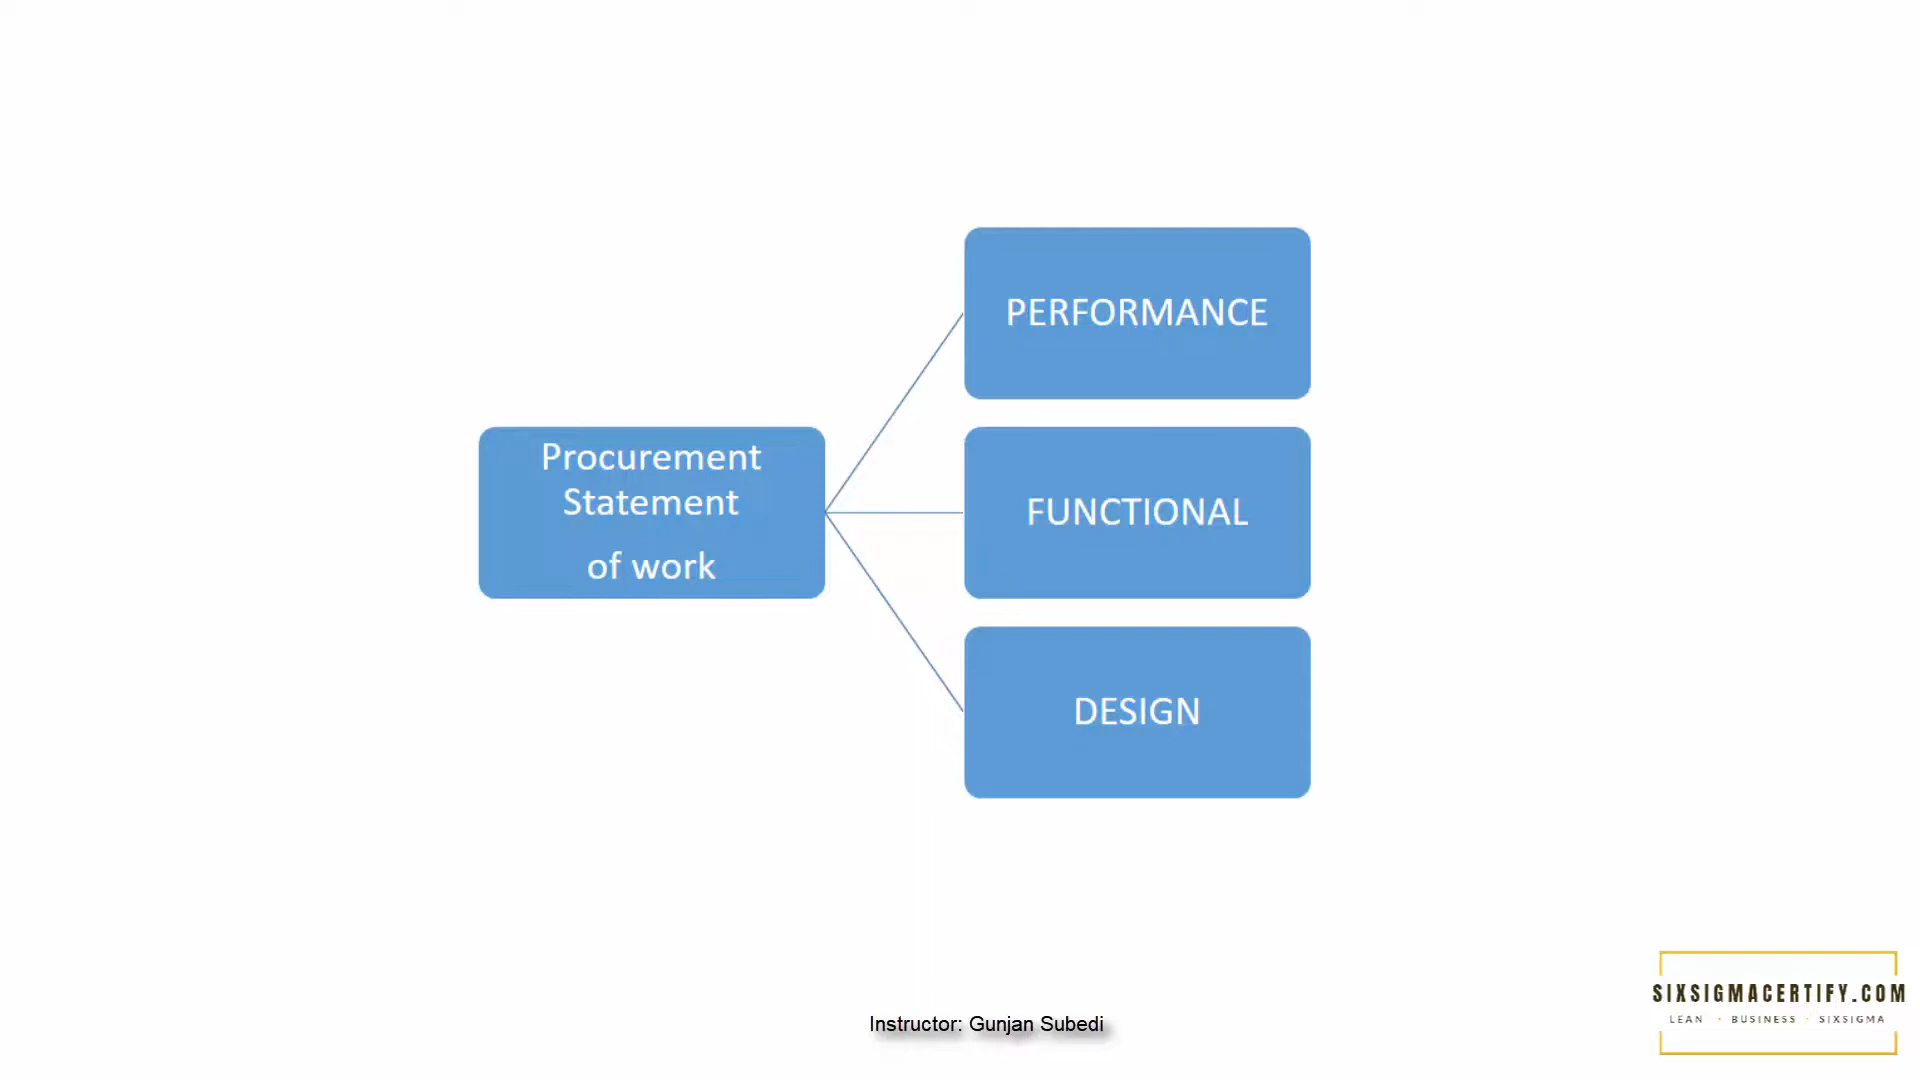 PERFORMANCE
Procurement
Statement
of work
FUNCTIONAL
DESIGN
Instructor: Gunjan Subedi
SIXSIGMACERTIFY.COM
LEAN · BUSINESS · SIXSIGMA